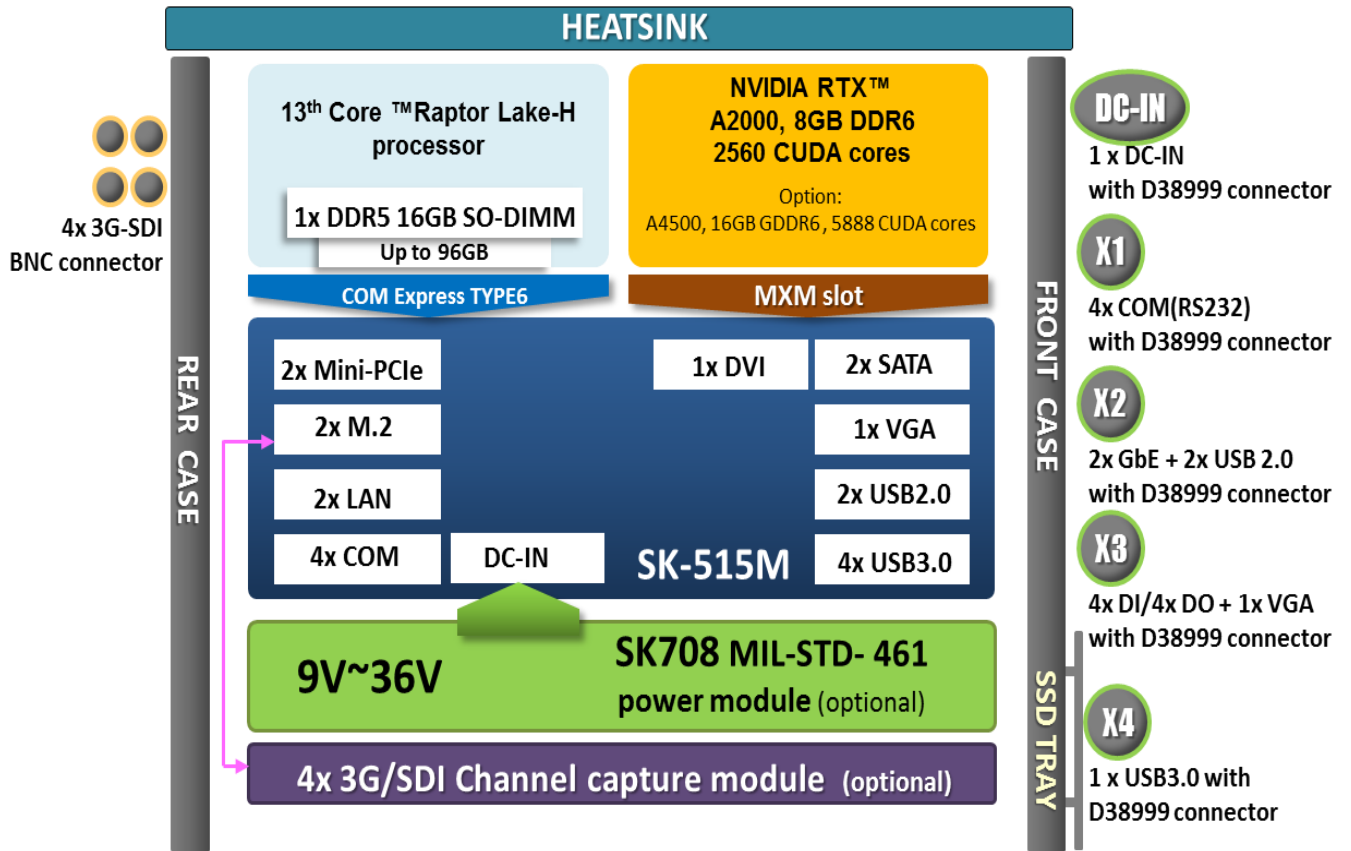 HEATSINK
REAR CASE
4x 3G-SDI
BNC connector
13th Core ™Raptor Lake-H
processor
1x DDR5 16GB SO-DIMM
Up to 96GB
COM Express TYPE6
NVIDIA RTX™
A2000, 8GB DDR6
2560 CUDA cores
Option:
A4500, 16GB GDDR6, 5888 CUDA cores
MXM slot
2x Mini-PCIe
2x M.2
2x LAN
4x COM
DC-IN
1x DVI
2x SATA
1x VGA
2x USB2.0
4x USB3.0
SK-515M
9V~36V
SK708 MIL-STD- 461
power module (optional)
4x 3G/SDI Channel capture module (optional)
FRONT CASE
SSD TRAY
DC-IN
1 x DC-IN
with D38999 connector
X1
4x COM(RS232)
with D38999 connector
X2
2x GbE + 2x USB 2.0
with D38999 connector
X3
4x DI/4x DO + 1x VGA
with D38999 connector
X4
1 x USB3.0 with
D38999 connector